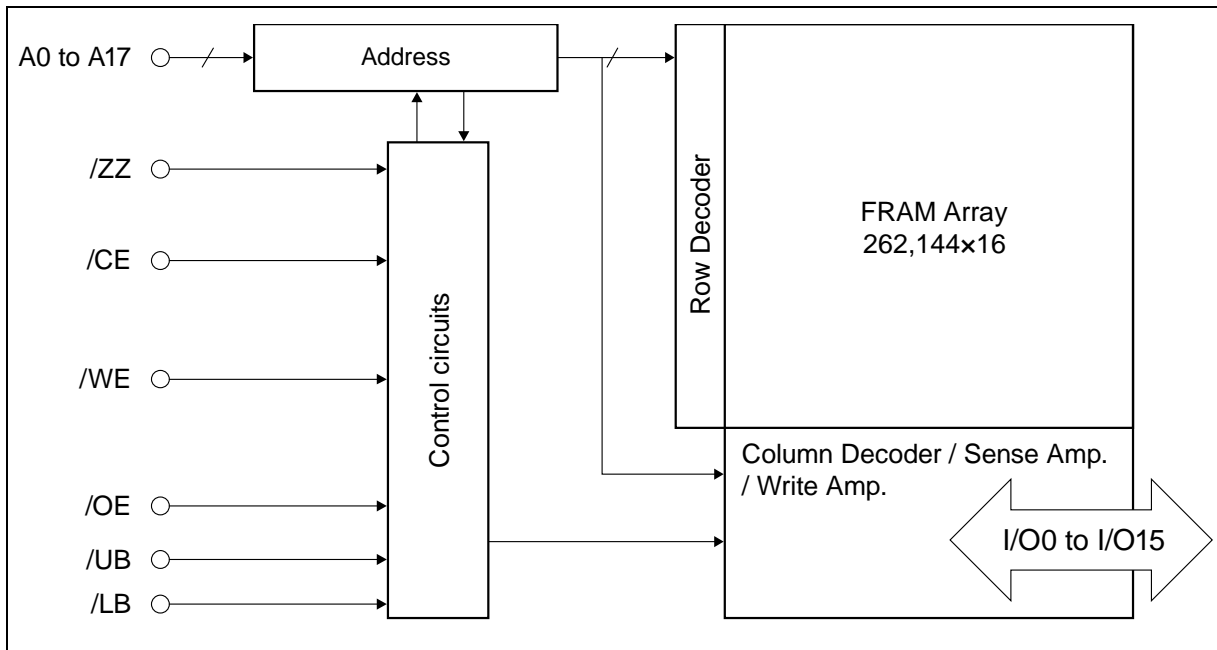 A0 to A17
Address
/ZZ
/CE
/WE
/OE
/UB
/LB
Control circuits
Row Decoder
FRAM Array
262,144×16
Column Decoder / Sense Amp.
/ Write Amp.
I/O0 to I/O15